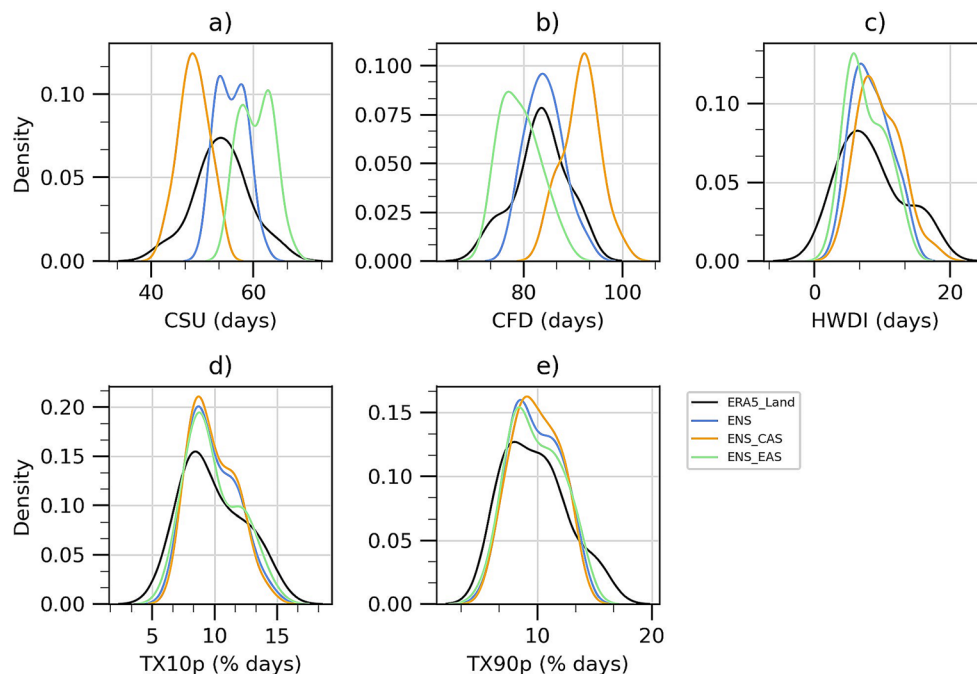 a)
b)
c)
Density
0.10
0.05
0.00
40
60
CSU (days)
0.100
0.075
0.050
0.025
0.000
80
100
CFD (days)
0.10
0.05
0.00
0
20
HWDI (days)
d)
e)
Density
0.20
0.15
0.10
0.05
0.00
5
10
15
TX10p (% days)
0.15
0.10
0.05
0.00
10
20
TX90p (% days)
ERA5_Land
ENS
ENS_CAS
ENS_EAS